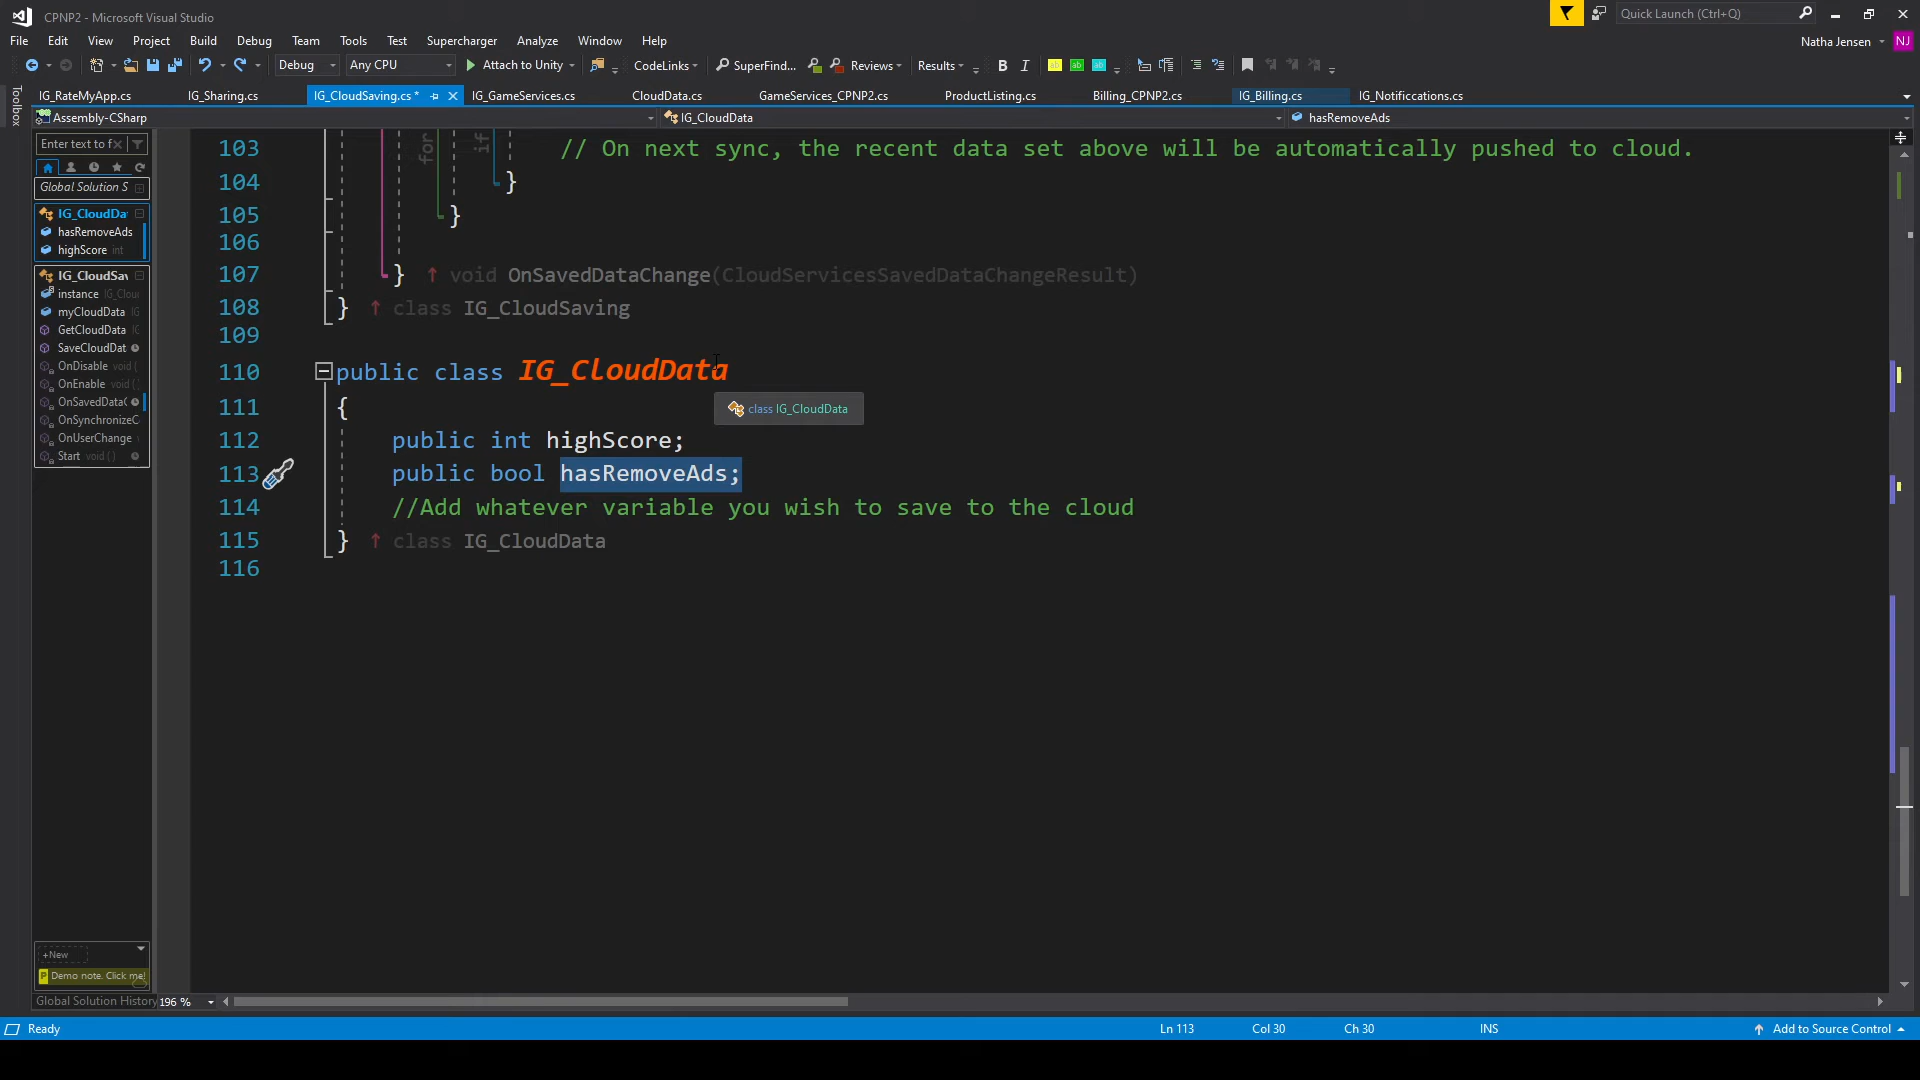 CPNP2 - Microsoft Visual Studio
Quick Launch (Ctrl+Q)
File Edit View Project Build Debug Team Tools Test Supercharger Analyze Window Help
Natha Jensen NJ
Debug Any CPU Attach to Unity CodeLinks SuperFind... Reviews Results
Toolbox
IG_RateMyApp.cs IG_Sharing.cs IG_CloudSaving.cs* IG_GameServices.cs CloudData.cs GameServices_CPNP2.cs ProductListing.cs Billing_CPNP2.cs IG_Billing.cs IG_Notificcations.cs
Assembly-CSharp IG_CloudData hasRemoveAds
Enter text to f
Global Solution S
IG_CloudDa
hasRemoveAds
highScore int
IG_CloudSav
instance IG_Clou
myCloudData IG
GetCloudData IG
SaveCloudDat
OnDisable void (
OnEnable void ()
OnSavedData(
OnSynchronizeC
OnUserChange
Start void ()
+New
Demo note. Click me!
Global Solution History
for if
103 // On next sync, the recent data set above will be automatically pushed to cloud.
104 }
105 }
106
107 } ↑ void OnSavedDataChange(CloudServicesSavedDataChangeResult)
108 } ↑ class IG_CloudSaving
109
110 public class IG_CloudData
111 {
class IG_CloudData
112 public int highScore;
113 public bool hasRemoveAds;
114 //Add whatever variable you wish to save to the cloud
115 } ↑ class IG_CloudData
116
196 %
Ready Ln 113 Col 30 Ch 30 INS Add to Source Control